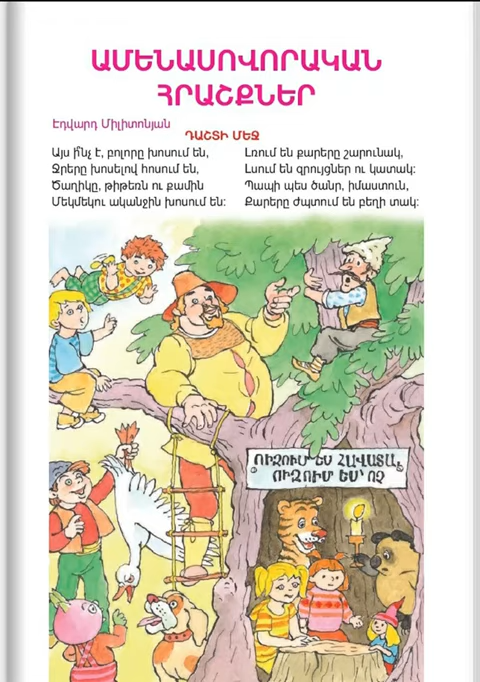 ԱՄԵՆԱՍՈՎՈՐԱԿԱՆ
ՀՐԱՇՔՆԵՐ
Էդվարդ Միլիտոնյան
ԴԱՇՏԻ ՄԵՋ
Այս ի՞նչ է, բոլորը խոսում են,
Ջրերը խոսելով հոսում են,
Ծաղիկը, թիթեռն ու քամին
Մեկմեկու ականջին խոսում են:
Լռում են քարերը շարունակ,
Լսում են զրույցներ ու կատակ:
Պապի պես ծանր, իմաստուն,
Քարերը ժպտում են բեղի տակ:
ՈՒԶՈՒՄ ԵՍ ՀԱՎԱՏԱ,
ՈՒԶՈՒՄ ԵՍ՝ ՈՉ